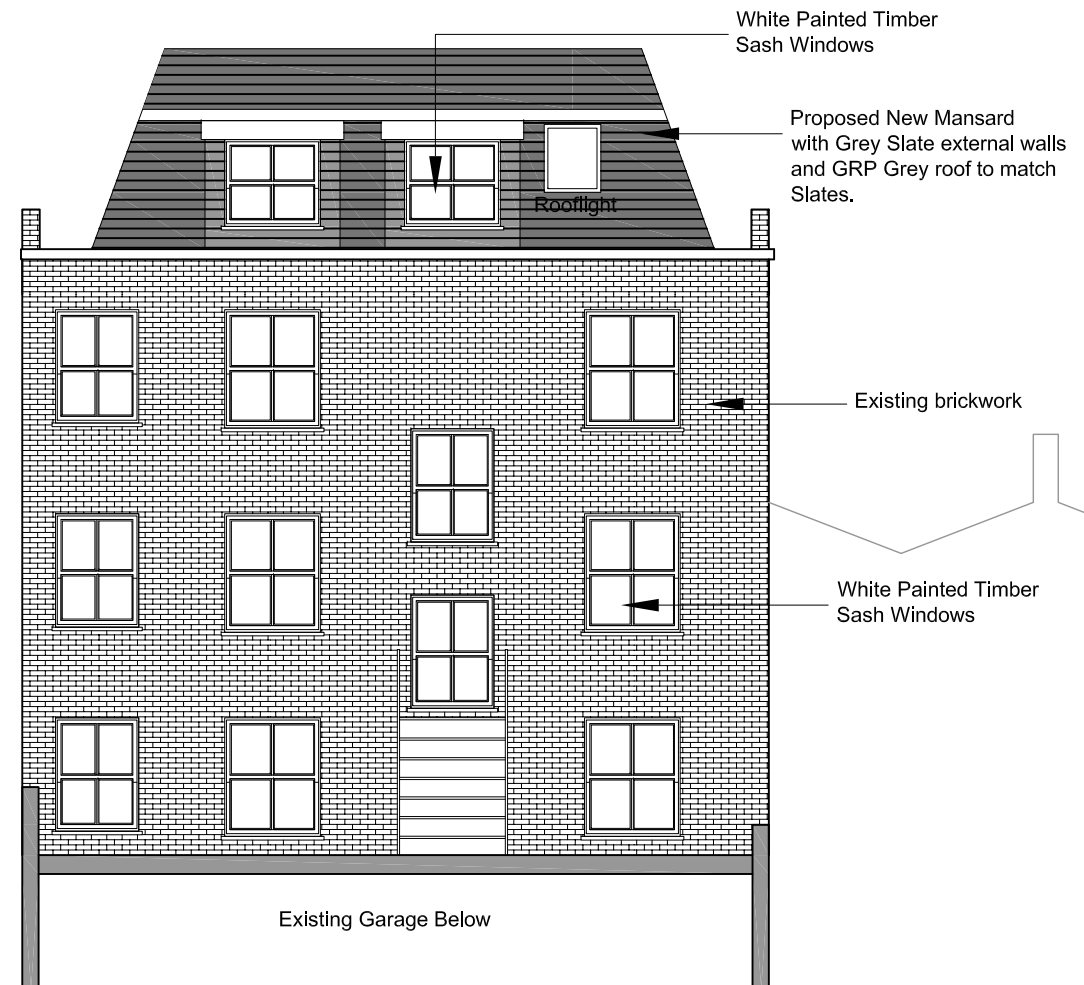 White Painted Timber
Sash Windows
Proposed New Mansard
with Grey Slate external walls
and GRP Grey roof to match
Slates.
Rooflight
Existing brickwork
White Painted Timber
Sash Windows
Existing Garage Below